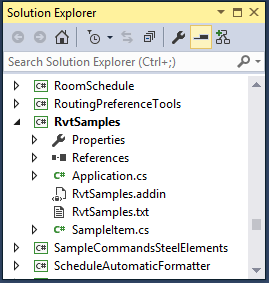 Solution Explorer
Search Solution Explorer (Ctrl+;)
C# RoomSchedule
C# RoutingPreferenceTools
C# RvtSamples
Properties
References
C# Application.cs
RvtSamples.addin
RvtSamples.txt
C# SampleItem.cs
C# SampleCommandsSteelElements
C# ScheduleAutomaticFormatter